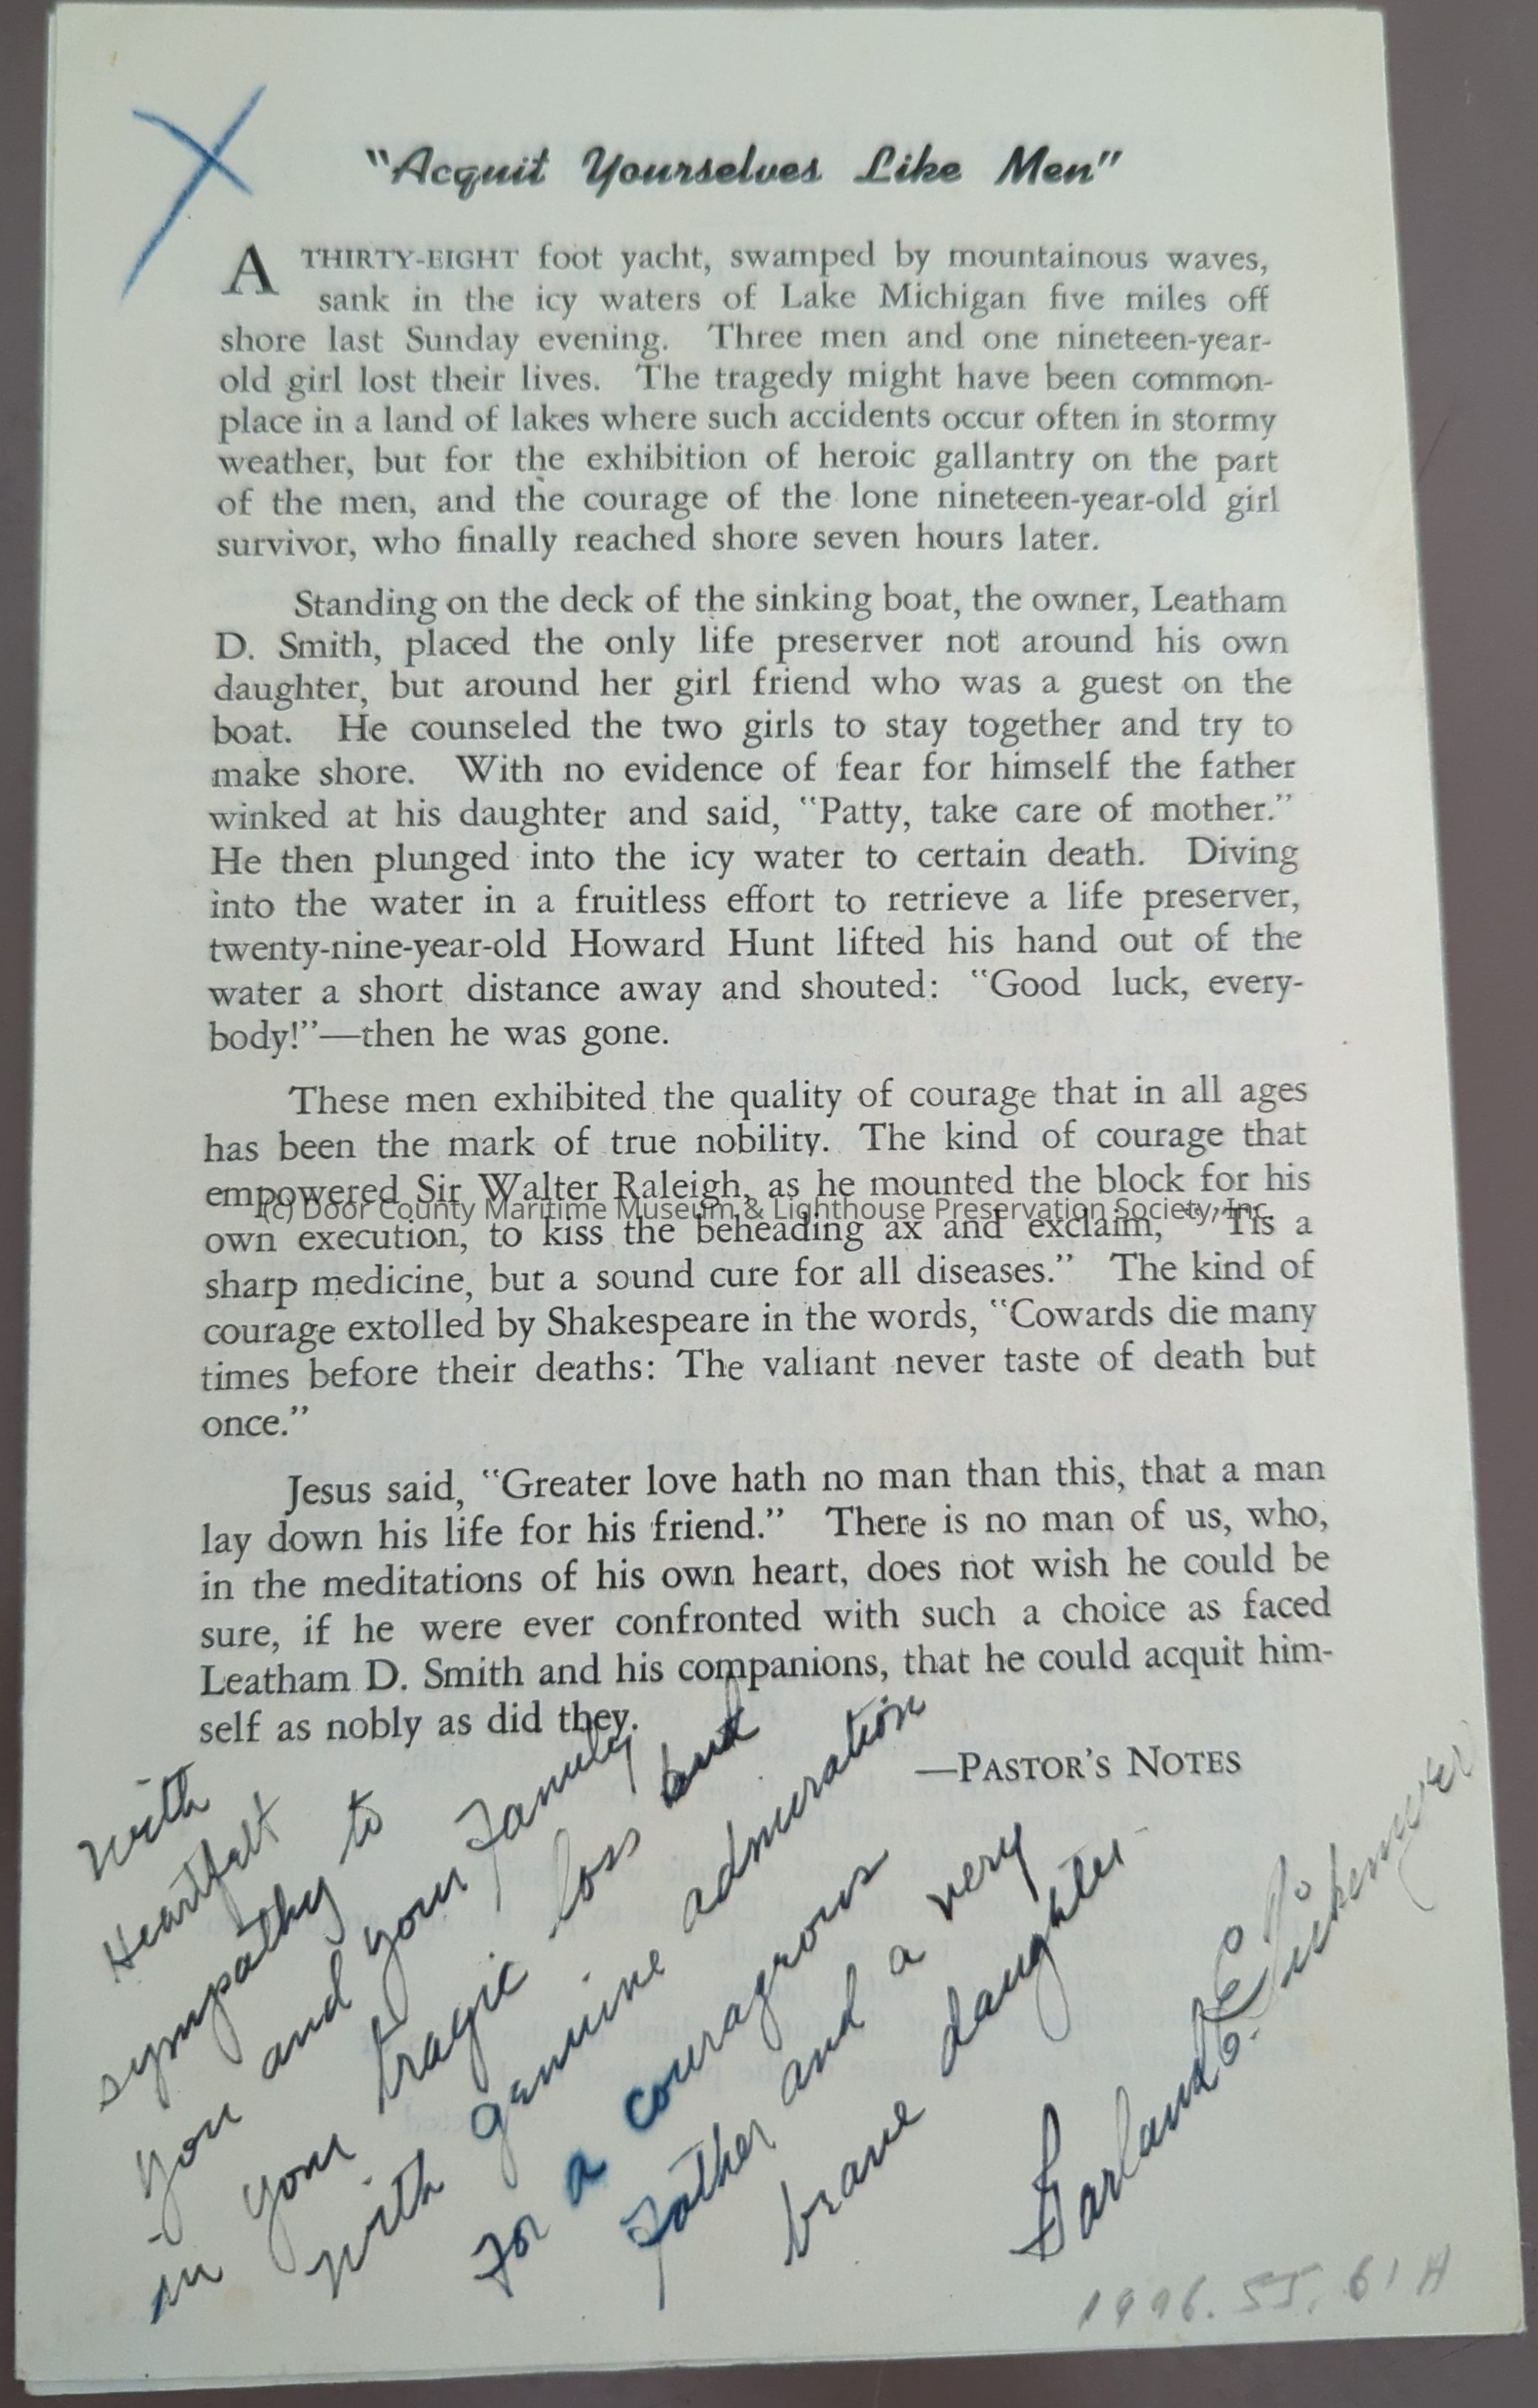 "Acquit Yourselves Like Men"
A THIRTY-EIGHT foot yacht, swamped by mountainous waves,
sank in the icy waters of Lake Michigan five miles off
shore last Sunday evening. Three men and one nineteen-year-
old girl lost their lives. The tragedy might have been common-
place in a land of lakes where such accidents occur often in stormy
weather, but for the exhibition of heroic gallantry on the part
of the men, and the courage of the lone nineteen-year-old girl
survivor, who finally reached shore seven hours later.
Standing on the deck of the sinking boat, the owner, Leatham
D. Smith, placed the only life preserver not around his own
daughter, but around her girl friend who was a guest on the
boat. He counseled the two girls to stay together and try to
make shore. With no evidence of fear for himself the father
winked at his daughter and said, "Patty, take care of mother."
He then plunged into the icy water to certain death. Diving
into the water in a fruitless effort to retrieve a life preserver,
twenty-nine-year-old Howard Hunt lifted his hand out of the
water a short distance away and shouted: "Good luck, every-
body!"—then he was gone.
These men exhibited the quality of courage that in all ages
has been the mark of true nobility. The kind of courage that
empowered Sir Walter Raleigh, as he mounted the block for his
(c) Door County Maritime Museum & Lighthouse Preservation Society, Inc.
own execution, to kiss the beheading ax and exclaim, "'Tis a
sharp medicine, but a sound cure for all diseases." The kind of
courage extolled by Shakespeare in the words, "Cowards die many
times before their deaths: The valiant never taste of death but
once."
Jesus said, "Greater love hath no man than this, that a man
lay down his life for his friend." There is no man of us, who,
in the meditations of his own heart, does not wish he could be
sure, if he were ever confronted with such a choice as faced
Leatham D. Smith and his companions, that he could acquit him-
self as nobly as did they.
—PASTOR'S NOTES
With
Heartfelt
sympathy to
you and your Family
in your tragic loss but
with genuine admiration
For a couragrous
Father and a very
brave daughter
Garland
1996.55.61H